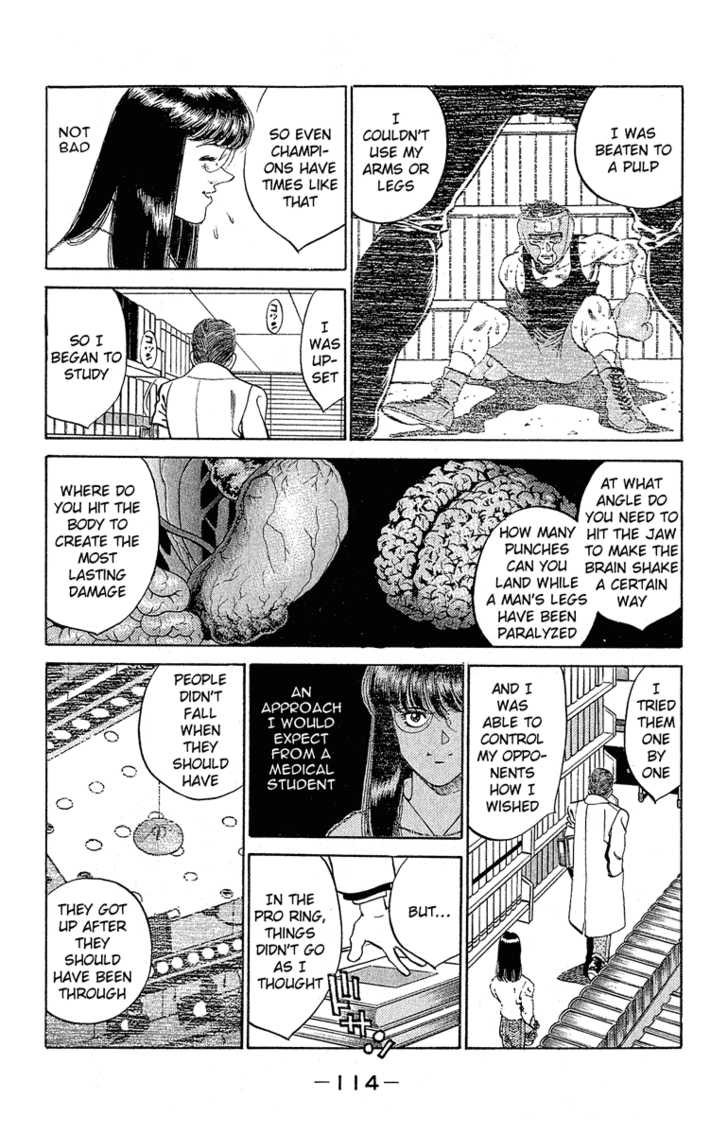 I WAS
BEATEN TO
A PULP
I
COULDN'T
USE MY
ARMS OR
LEGS
SO EVEN
CHAMPI-
ONS HAVE
TIMES LIKE
THAT
NOT
BAD
I
WAS
UP-
SET
SO I
BEGAN TO
STUDY
AT WHAT
ANGLE DO
YOU NEED TO
HIT THE JAW
TO MAKE THE
BRAIN SHAKE
A CERTAIN
WAY
HOW MANY
PUNCHES
CAN YOU
LAND WHILE
A MAN'S LEGS
HAVE BEEN
PARALYZED
WHERE DO
YOU HIT THE
BODY TO
CREATE THE
MOST
LASTING
DAMAGE
I
TRIED
THEM
ONE
BY
ONE
AND I
WAS
ABLE TO
CONTROL
MY OPPO-
NENTS
HOW I
WISHED
AN
APPROACH
I WOULD
EXPECT
FROM A
MEDICAL
STUDENT
BUT...
IN THE
PRO RING,
THINGS
DIDN'T GO
AS I
THOUGHT
PEOPLE
DIDN'T
FALL
WHEN
THEY
SHOULD
HAVE
THEY GOT
UP AFTER
THEY
SHOULD
HAVE BEEN
THROUGH
—114—